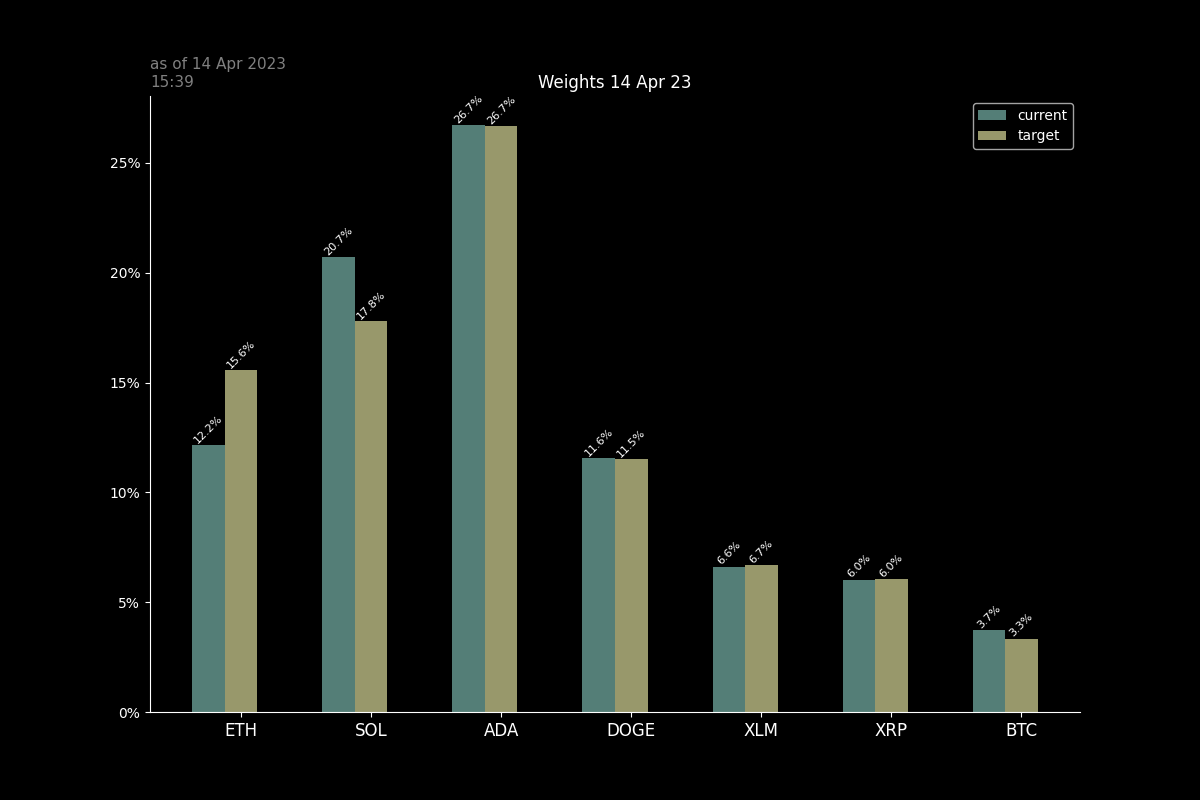 as of 14 Apr 2023
15:39
Weights 14 Apr 23
current
target
25%
20%
15%
10%
5%
0%
12.2%
15.6%
20.7%
17.8%
26.7%
26.7%
11.6%
11.5%
6.6%
6.7%
6.0%
6.0%
3.7%
3.3%
ETH
SOL
ADA
DOGE
XLM
XRP
BTC